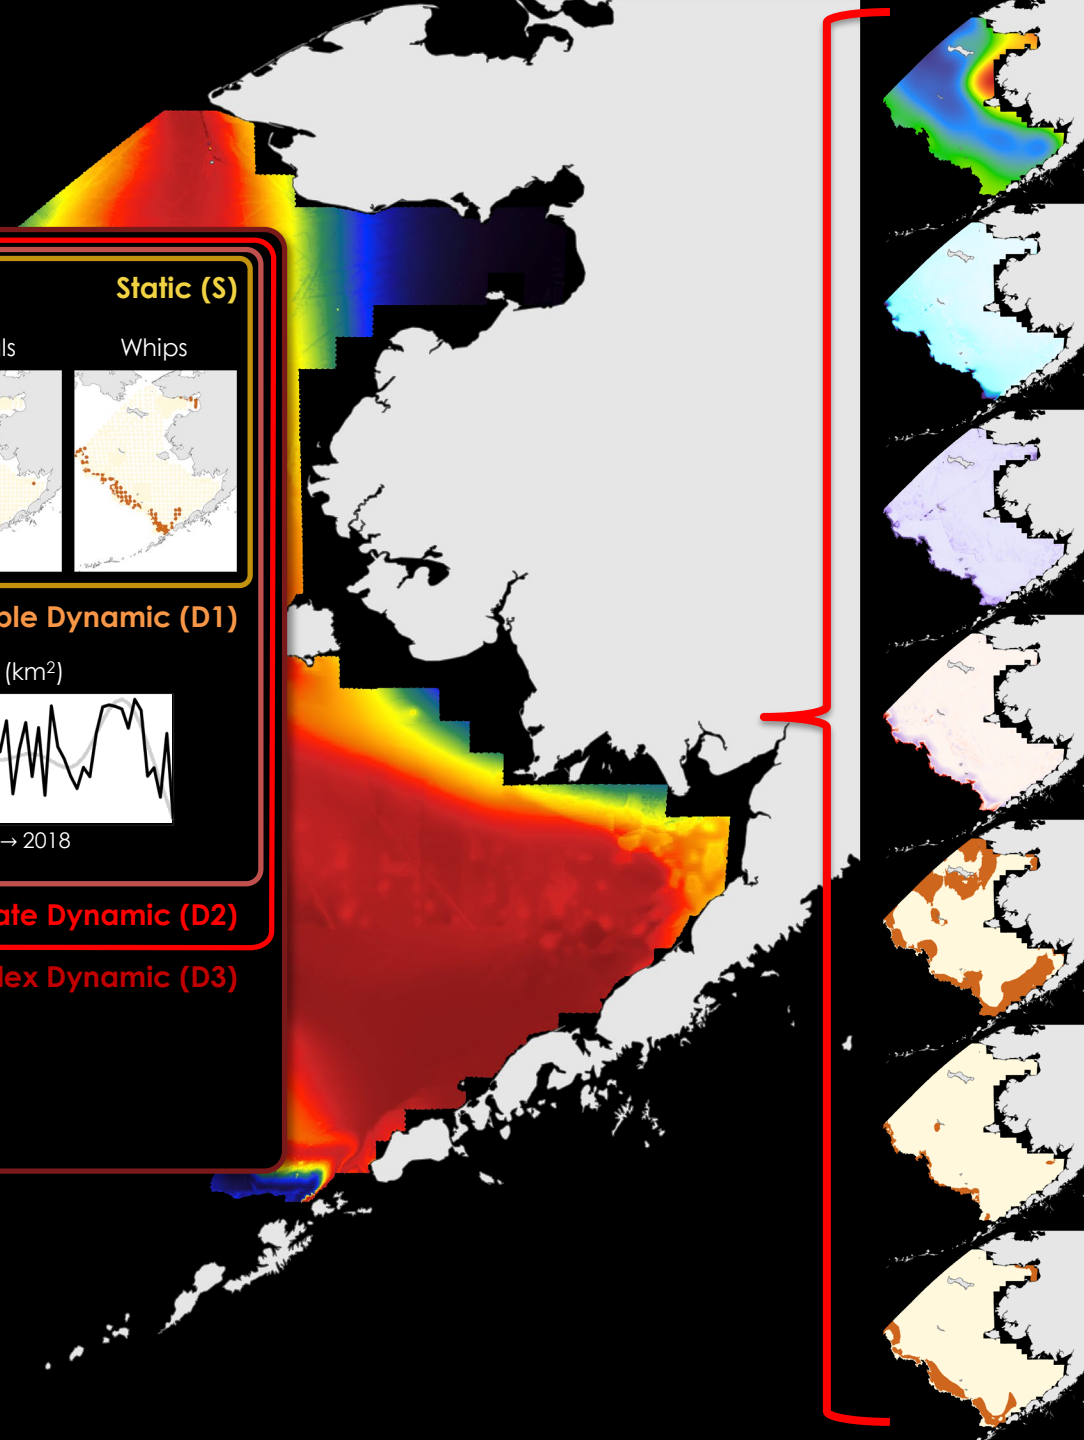 Static (S)
ls Whips
ple Dynamic (D1)
(km²)
→ 2018
ate Dynamic (D2)
lex Dynamic (D3)